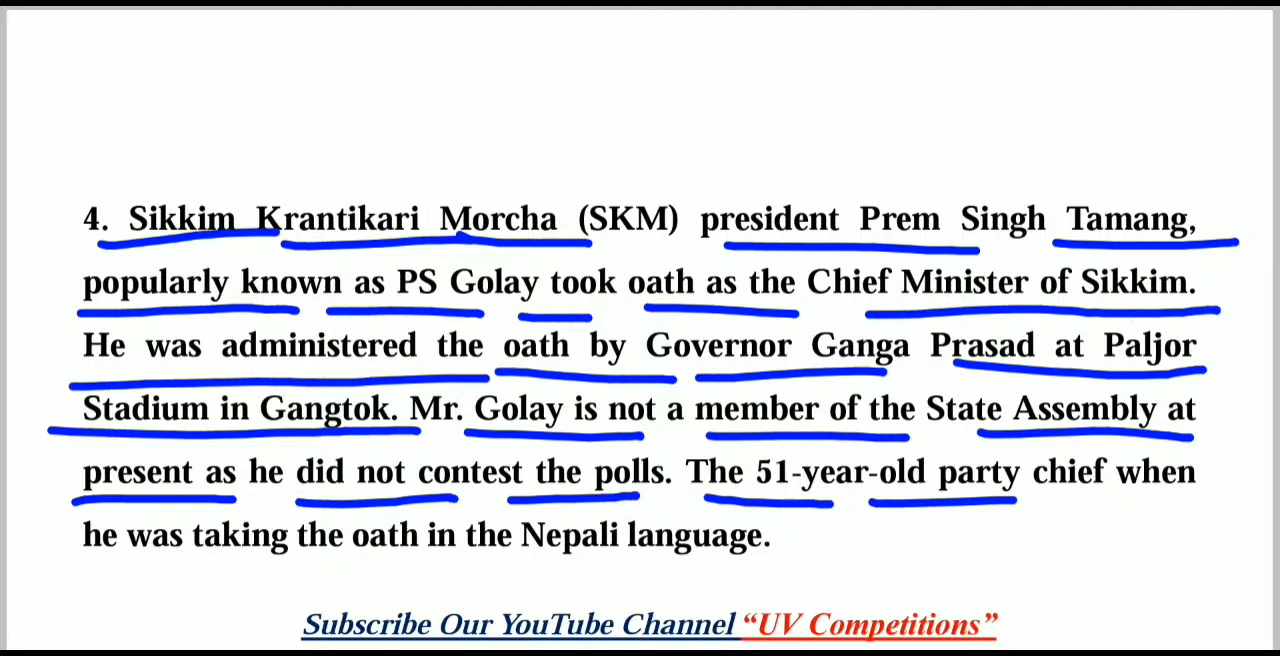 4. Sikkim Krantikari Morcha (SKM) president Prem Singh Tamang,
popularly known as PS Golay took oath as the Chief Minister of Sikkim.
He was administered the oath by Governor Ganga Prasad at Paljor
Stadium in Gangtok. Mr. Golay is not a member of the State Assembly at
present as he did not contest the polls. The 51-year-old party chief when
he was taking the oath in the Nepali language.
Subscribe Our YouTube Channel “UV Competitions”